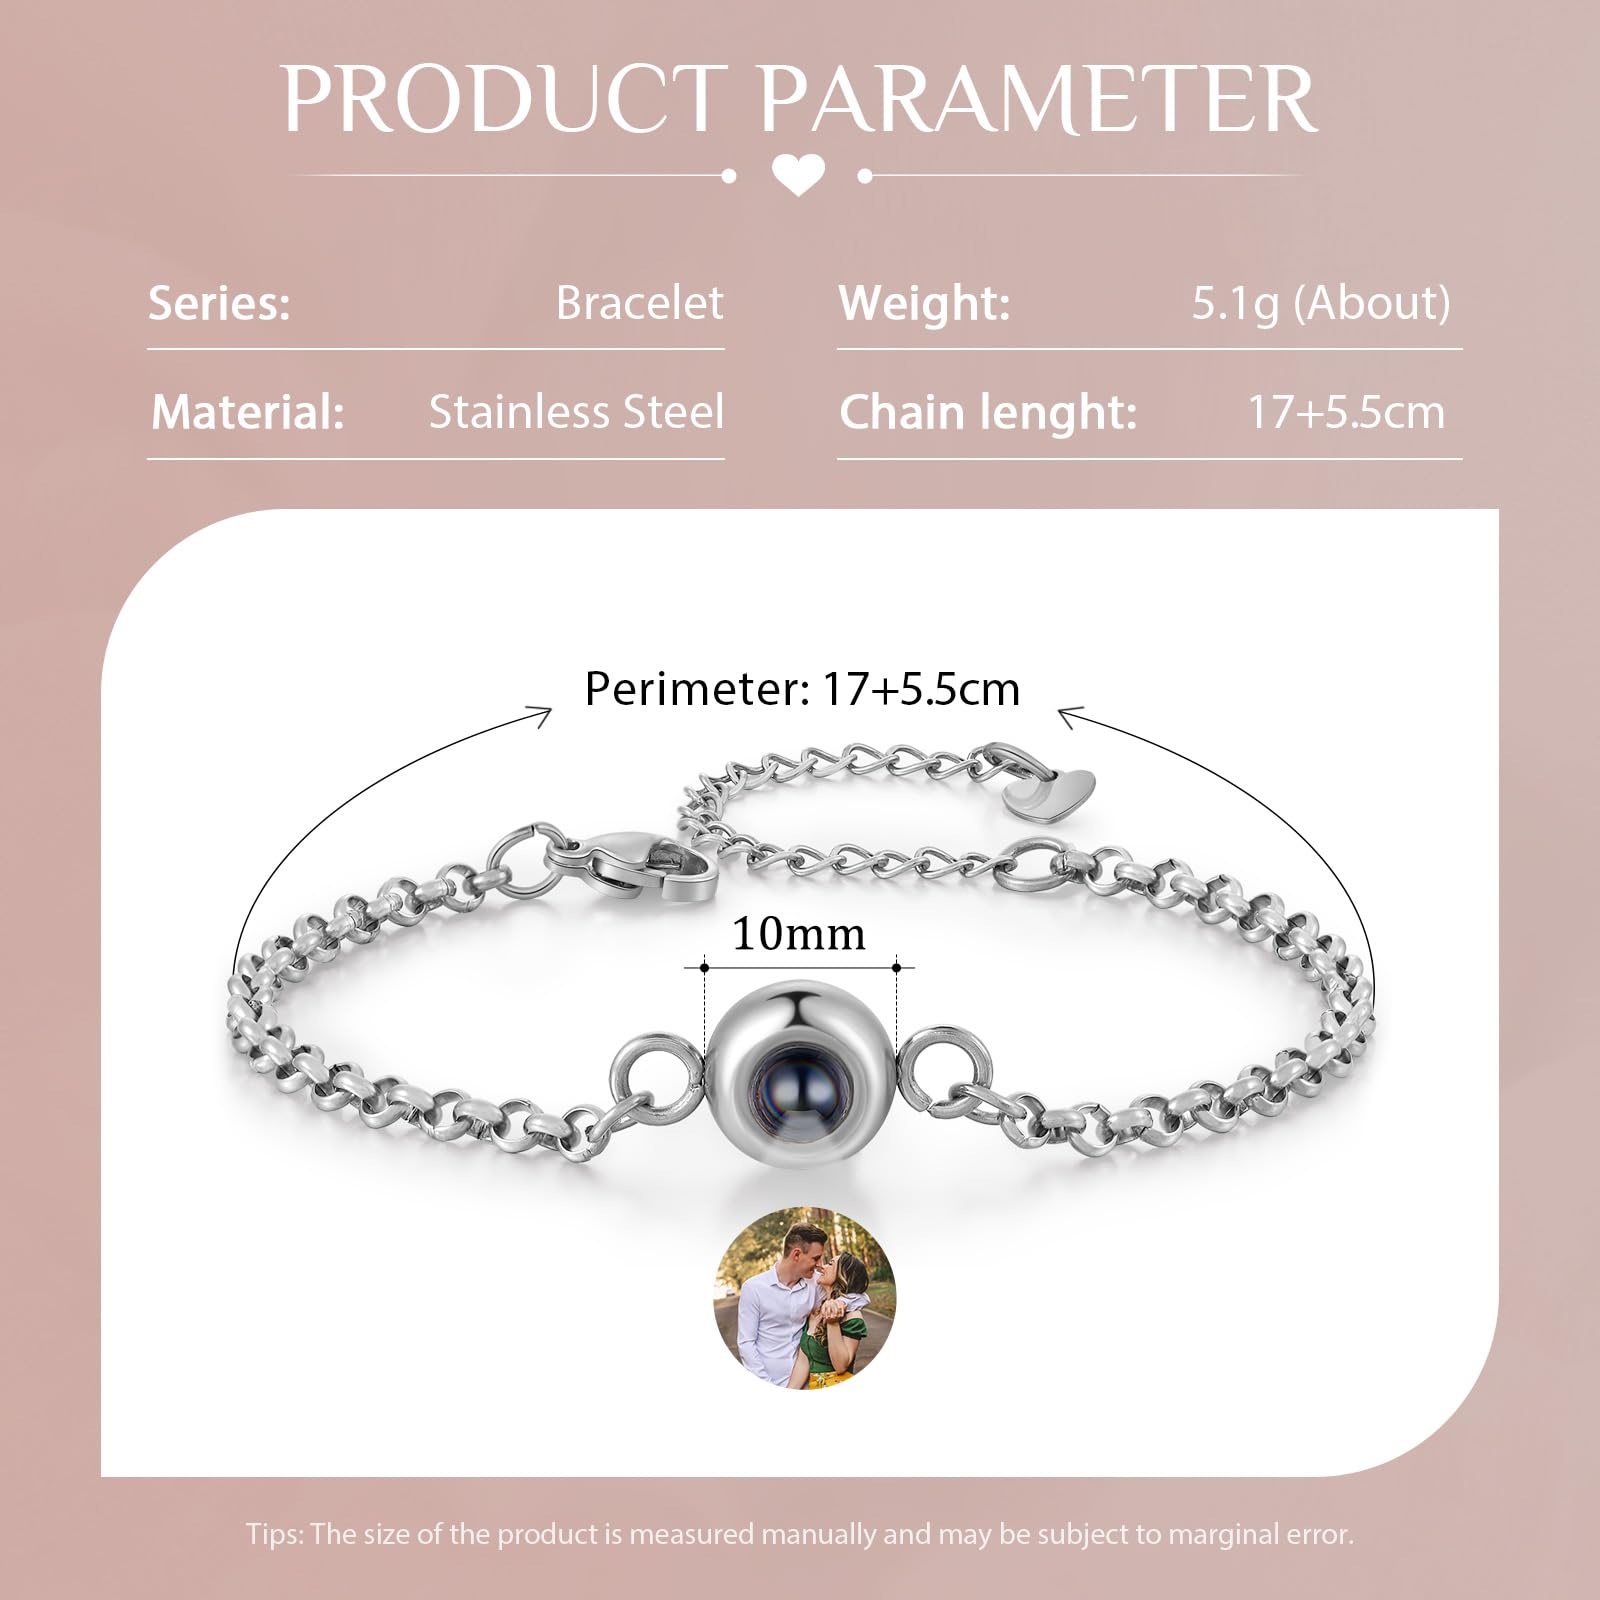 PRODUCT PARAMETER
Series: Bracelet
Weight: 5.1g (About)
Material: Stainless Steel
Chain lenght: 17+5.5cm
Perimeter: 17+5.5cm
10mm
Tips: The size of the product is measured manually and may be subject to marginal error.